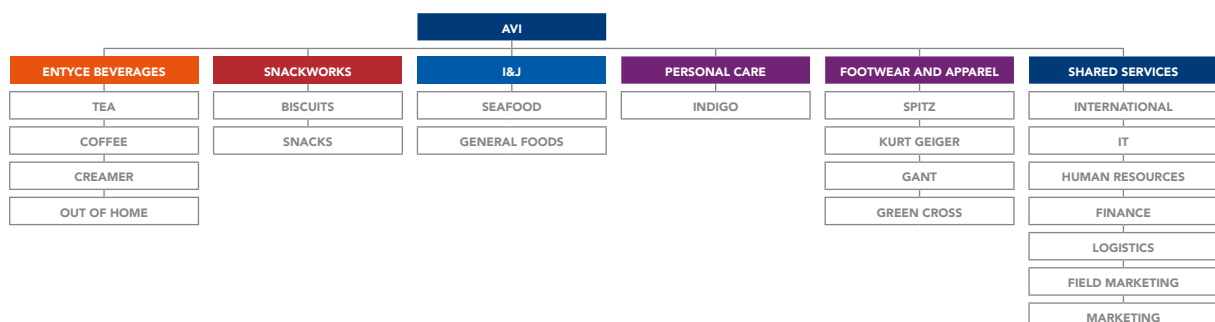 AVI
ENTYCE BEVERAGES
TEA
COFFEE
CREAMER
OUT OF HOME
SNACKWORKS
BISCUITS
SNACKS
I&J
SEAFOOD
GENERAL FOODS
PERSONAL CARE
INDIGO
FOOTWEAR AND APPAREL
SPITZ
KURT GEIGER
GANT
GREEN CROSS
SHARED SERVICES
INTERNATIONAL
IT
HUMAN RESOURCES
FINANCE
LOGISTICS
FIELD MARKETING
MARKETING